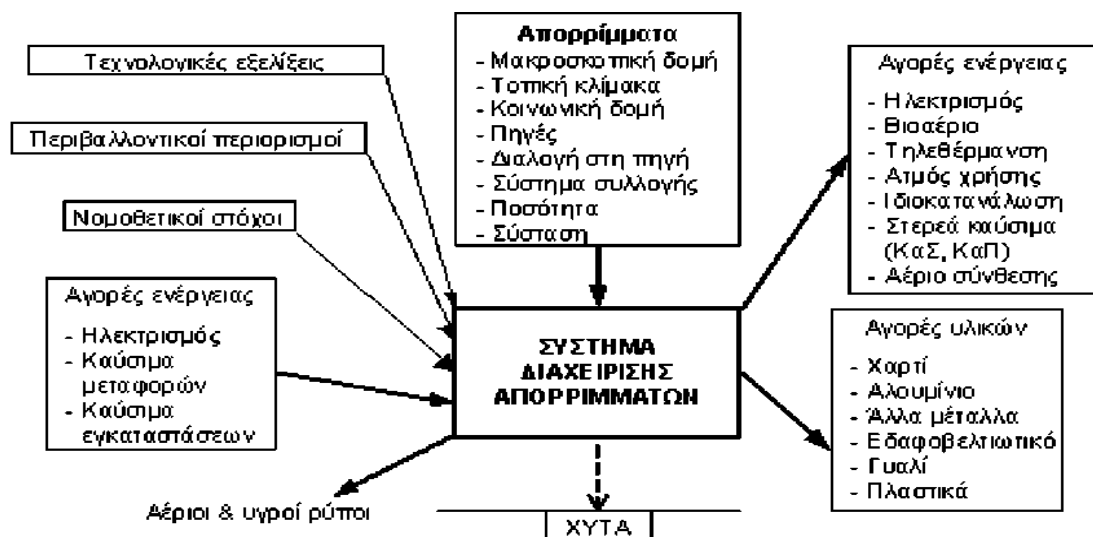 Τεχνολογικές εξελίξεις
Περιβαλλοντικοί περιορισμοί
Νομοθετικοί στόχοι
Αγορές ενέργειας
- Ηλεκτρισμός
- Καύσιμα
μεταφορών
- Καύσιμα
εγκαταστάσεων
Απορρίμματα
- Μακροσκοπική δομή
- Τοπική κλίμακα
- Κοινωνική δομή
- Πηγές
- Διαλογή στη πηγή
- Σύστημα συλλογής
- Ποσότητα
- Σύσταση
ΣΥΣΤΗΜΑ
ΔΙΑΧΕΙΡΙΣΗΣ
ΑΠΟΡΡΙΜΜΑΤΩΝ
Αγορές ενέργειας
- Ηλεκτρισμός
- Βιοαέριο
- Τηλεθέρμανση
- Ατμός χρήσης
- Ιδιοκατανάλωση
- Στερεά καύσιμα
(ΚαΣ, ΚαΠ)
- Αέριο σύνθεσης
Αγορές υλικών
- Χαρτί
- Αλουμίνιο
- Άλλα μέταλλα
- Εδαφοβελτιωτικό
- Γυαλί
- Πλαστικά
Αέριοι & υγροί ρύποι
ΧΥΤΑ